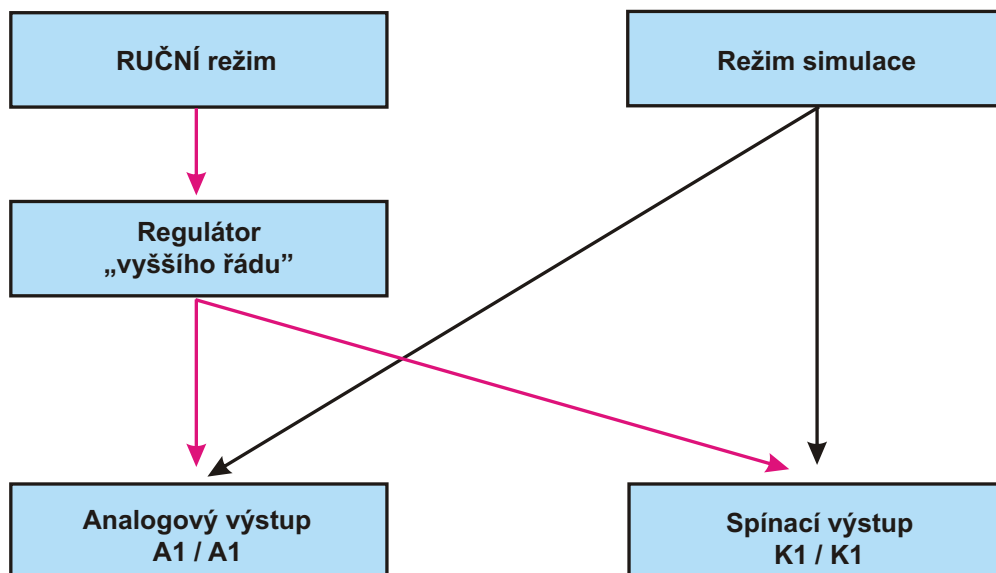 RUČNÍ režim
Režim simulace
Regulátor
„vyššího řádu”
Analogový výstup
A1 / A1
Spínací výstup
K1 / K1